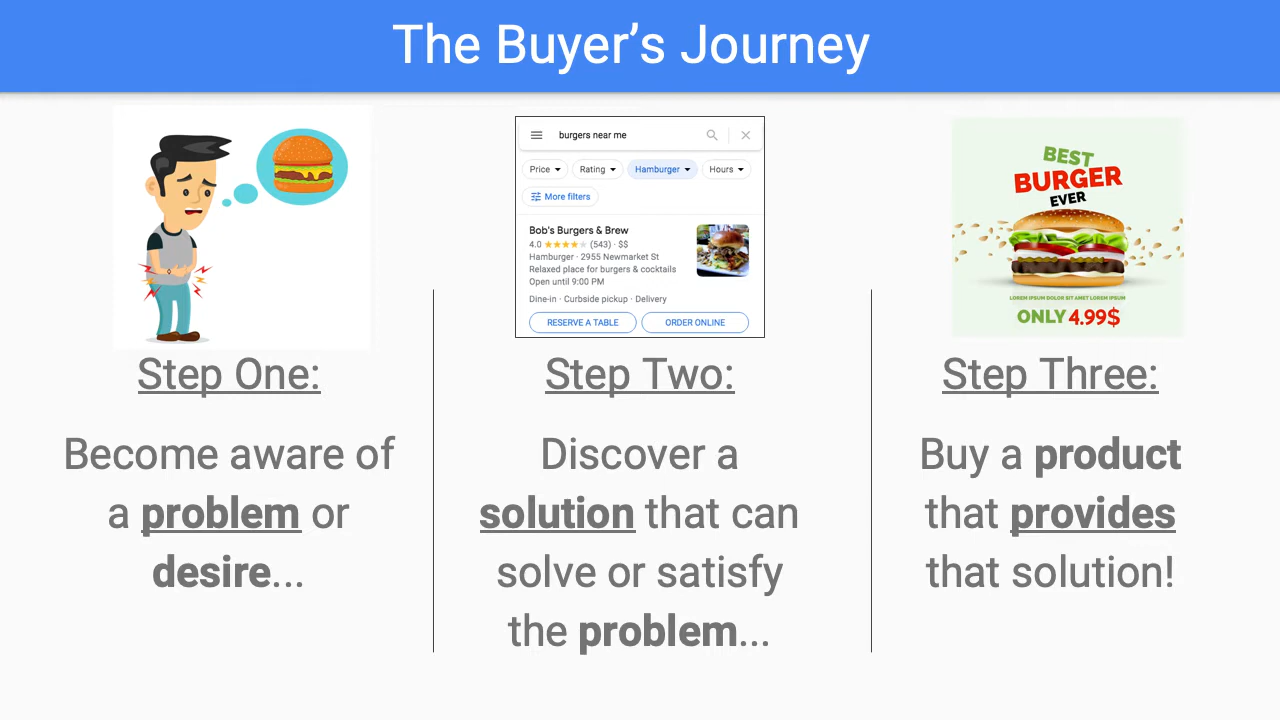 The Buyer’s Journey
burgers near me
Price
Rating
Hamburger
Hours
More filters
Bob's Burgers & Brew
4.0 (543) · $$
Hamburger · 2955 Newmarket St
Relaxed place for burgers & cocktails
Open until 9:00 PM
Dine-in · Curbside pickup · Delivery
RESERVE A TABLE
ORDER ONLINE
BEST
BURGER
EVER
LOREM IPSUM DOLOR SIT AMET LOREM IPSUM
ONLY 4.99$
Step One:
Become aware of
a problem or
desire...
Step Two:
Discover a
solution that can
solve or satisfy
the problem...
Step Three:
Buy a product
that provides
that solution!